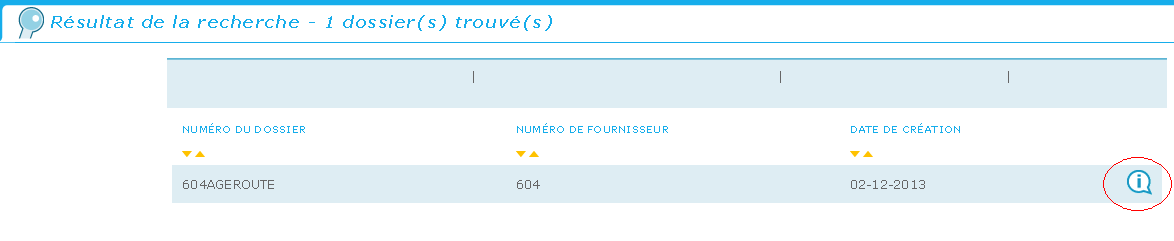 Résultat de la recherche - 1 dossier(s) trouvé(s)
NUMÉRO DU DOSSIER NUMÉRO DE FOURNISSEUR DATE DE CRÉATION
604AGEROUTE 604 02-12-2013